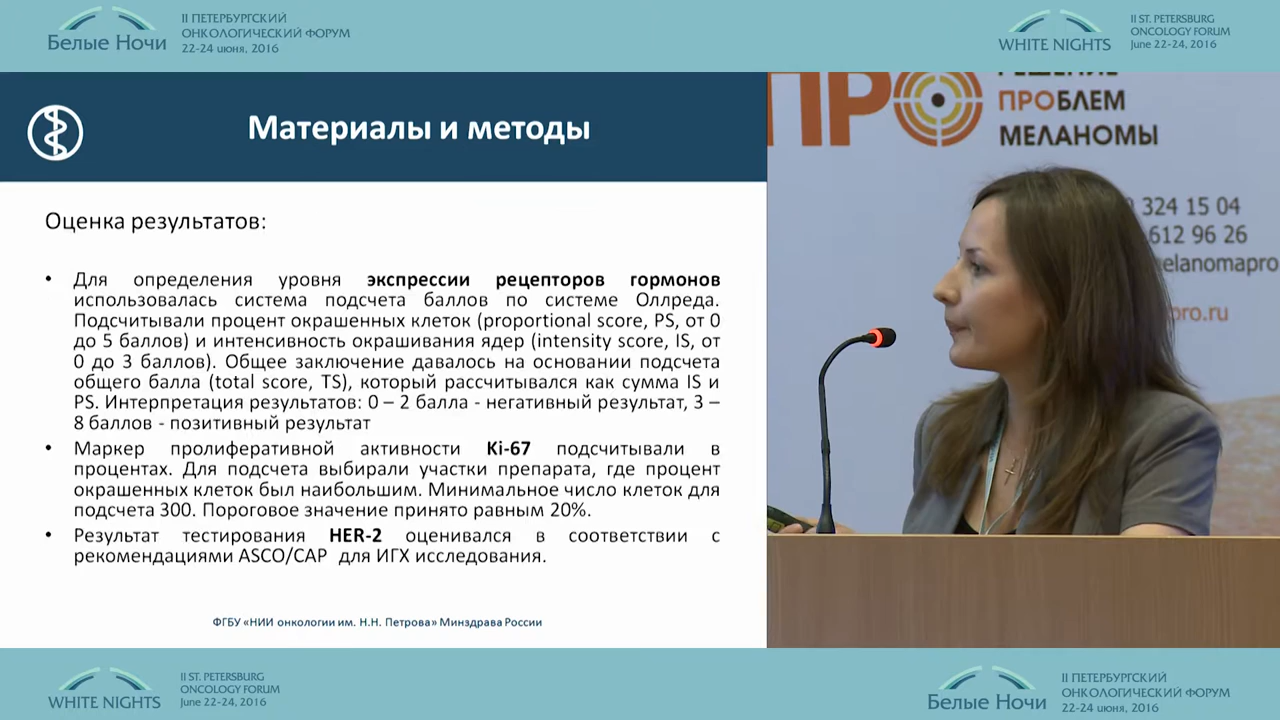 Белые Ночи
II ПЕТЕРБУРГСКИЙ
ОНКОЛОГИЧЕСКИЙ ФОРУМ
22-24 июня, 2016
WHITE NIGHTS
II ST. PETERSBURG
ONCOLOGY FORUM
June 22-24, 2016
Материалы и методы
Оценка результатов:
• Для определения уровня экспрессии рецепторов гормонов
использовалась система подсчета баллов по системе Оллреда.
Подсчитывали процент окрашенных клеток (proportional score, PS, от 0
до 5 баллов) и интенсивность окрашивания ядер (intensity score, IS, от
0 до 3 баллов). Общее заключение давалось на основании подсчета
общего балла (total score, TS), который рассчитывался как сумма IS и
PS. Интерпретация результатов: 0 – 2 балла - негативный результат, 3 –
8 баллов - позитивный результат
• Маркер пролиферативной активности Ki-67 подсчитывали в
процентах. Для подсчета выбирали участки препарата, где процент
окрашенных клеток был наибольшим. Минимальное число клеток для
подсчета 300. Пороговое значение принято равным 20%.
• Результат тестирования HER-2 оценивался в соответствии с
рекомендациями ASCO/CAP для ИГХ исследования.
ФГБУ «НИИ онкологии им. Н.Н. Петрова» Минздрава России
ПРО
РЕШЕНИЕ
ПРОБЛЕМ
МЕЛАНОМЫ
324 15 04
612 96 26
melanomapro
pro.ru
WHITE NIGHTS
II ST. PETERSBURG
ONCOLOGY FORUM
June 22-24, 2016
Белые Ночи
II ПЕТЕРБУРГСКИЙ
ОНКОЛОГИЧЕСКИЙ ФОРУМ
22-24 июня, 2016